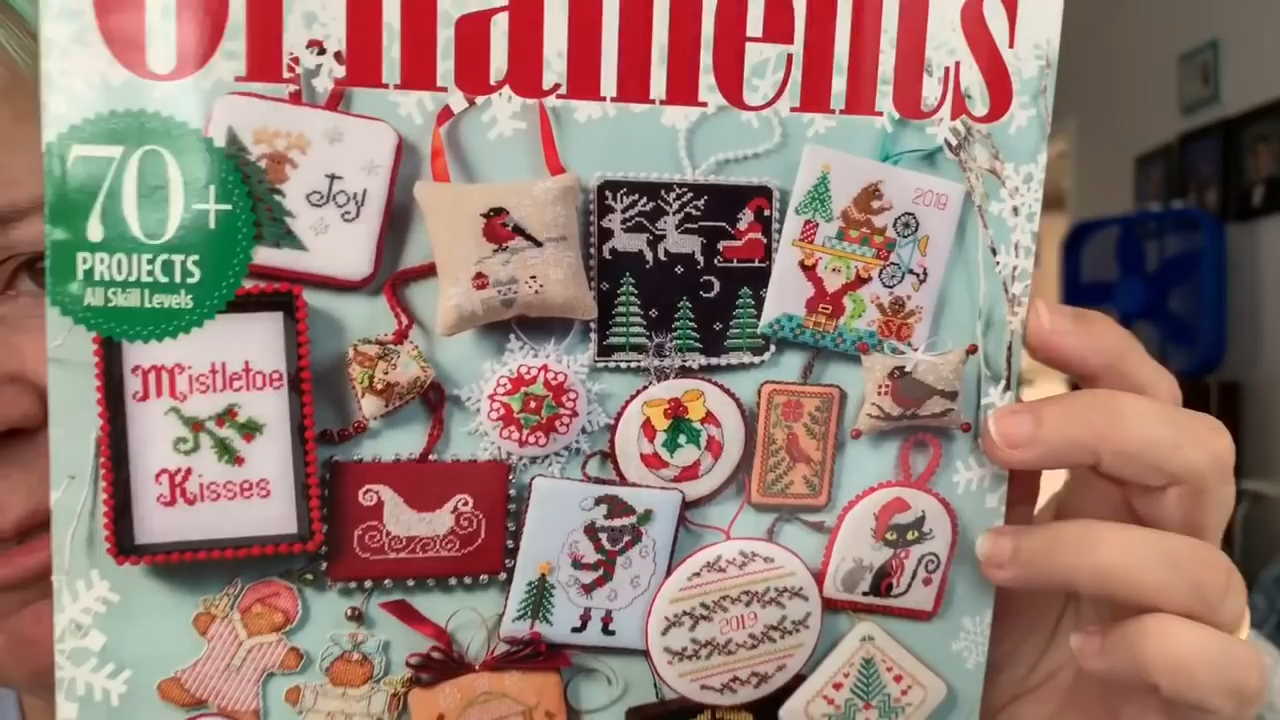 Ornaments
70+
PROJECTS
All Skill Levels
Joy
2019
Mistletoe
Kisses
2019